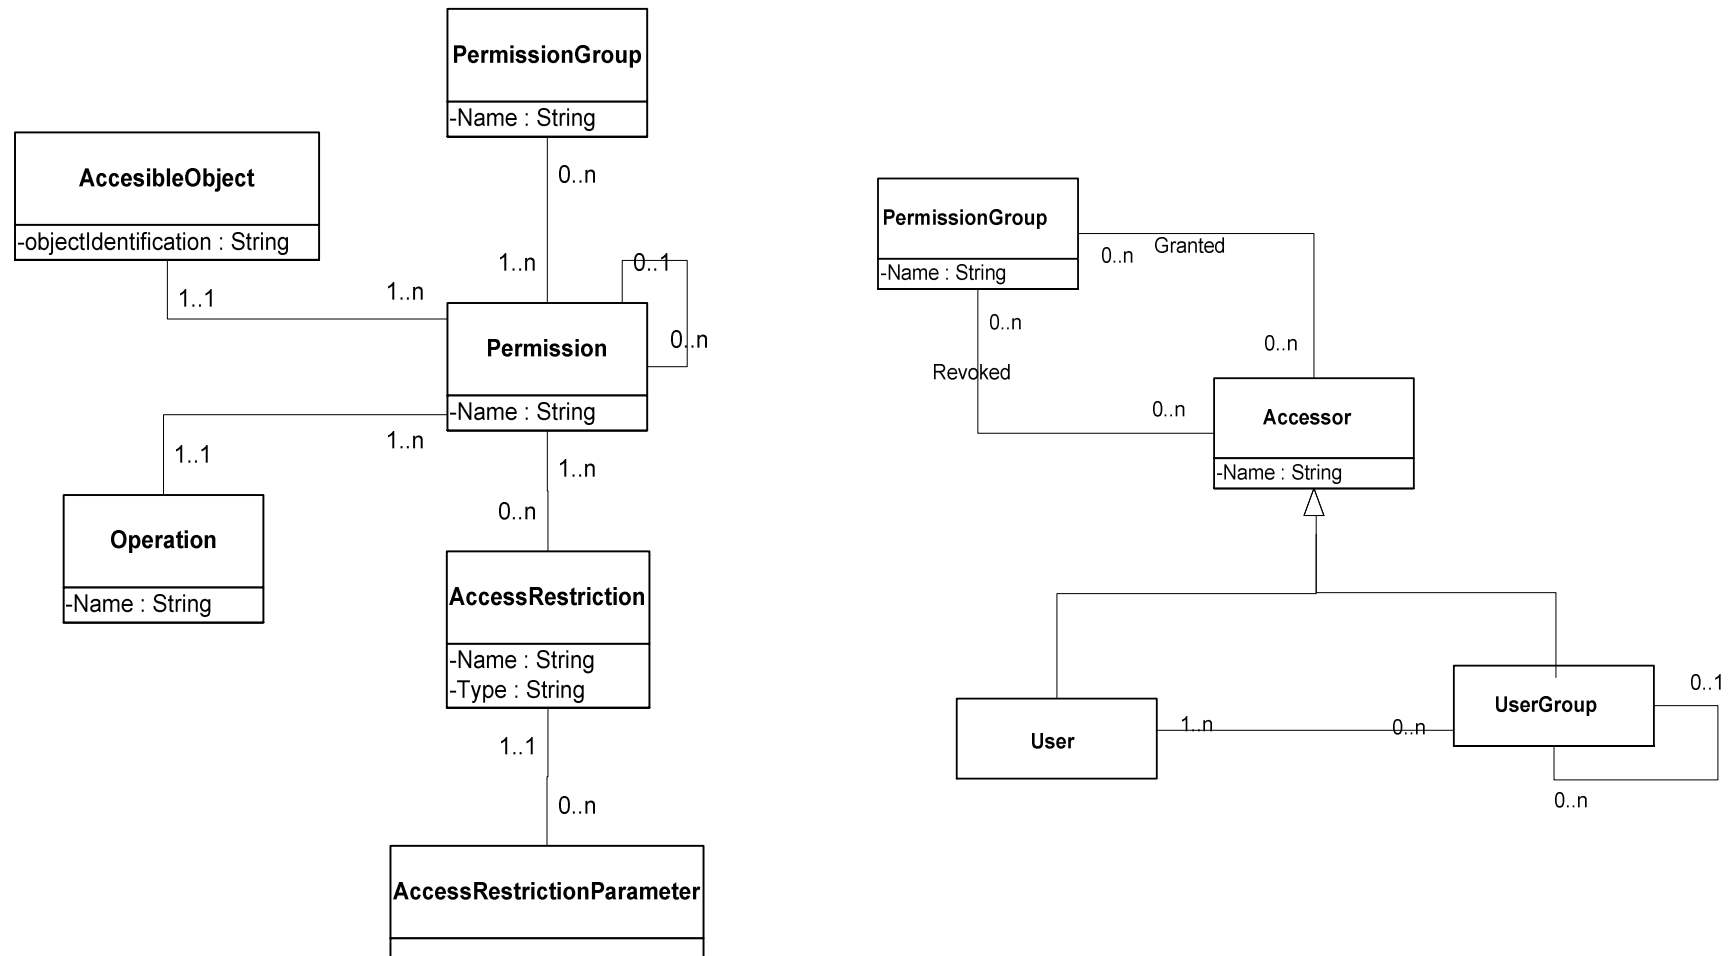 PermissionGroup
-Name : String
0..n
AccesibleObject
-objectIdentification : String
1..1
1..n
1..n
0..1
0..n
Permission
-Name : String
1..n
1..1
Operation
-Name : String
1..n
0..n
AccessRestriction
-Name : String
-Type : String
1..1
0..n
AccessRestrictionParameter
PermissionGroup
-Name : String
0..n
Granted
0..n
Revoked
0..n
0..n
Accessor
-Name : String
User
1..n
0..n
UserGroup
0..1
0..n